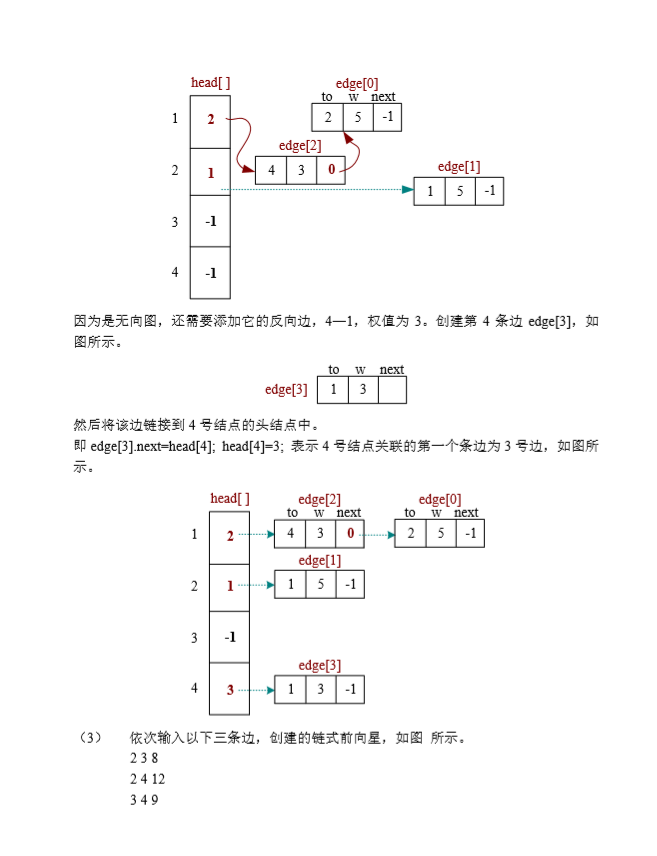 head[ ]
edge[0]
to w next
1 2 2 5 -1
edge[2]
2 1 4 3 0
edge[1]
1 5 -1
3 -1
4 -1
因为是无向图，还需要添加它的反向边，4—1，权值为 3。创建第 4 条边 edge[3]，如
图所示。
to w next
edge[3] 1 3
然后将该边链接到 4 号结点的头结点中。
即 edge[3].next=head[4]; head[4]=3; 表示 4 号结点关联的第一个条边为 3 号边，如图所
示。
head[ ] edge[2] edge[0]
to w next to w next
1 2 4 3 0 2 5 -1
edge[1]
2 1 1 5 -1
3 -1
edge[3]
4 3 1 3 -1
（3） 依次输入以下三条边，创建的链式前向星，如图 所示。
2 3 8
2 4 12
3 4 9